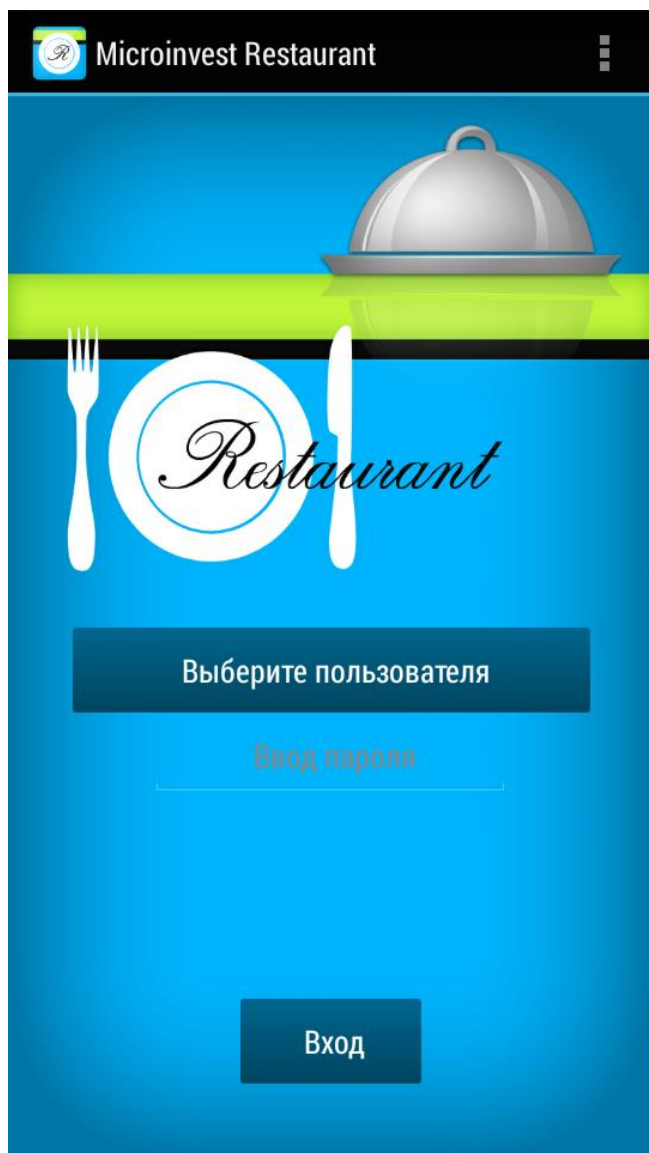 R
Microinvest Restaurant
Restaurant
Выберите пользователя
Ввод пароля
Вход